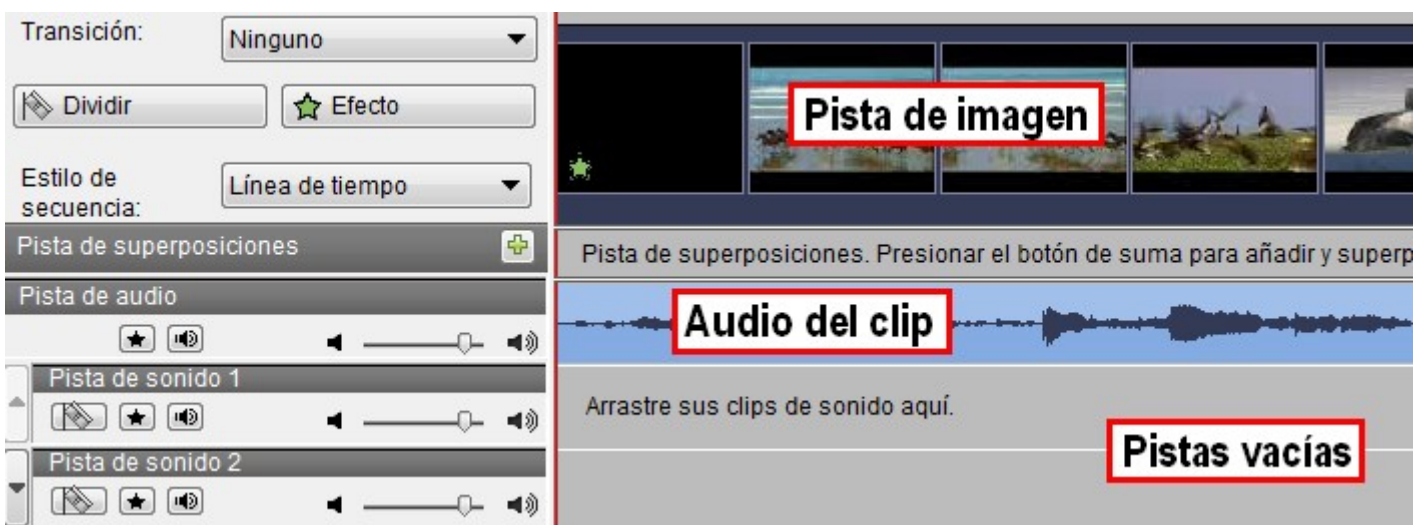 Transición:
Ninguno
Dividir
Efecto
Estilo de
secuencia:
Línea de tiempo
Pista de imagen
Pista de superposiciones
Pista de superposiciones. Presionar el botón de suma para añadir y superp
Pista de audio
Audio del clip
Pista de sonido 1
Arrastre sus clips de sonido aquí.
Pistas vacías
Pista de sonido 2